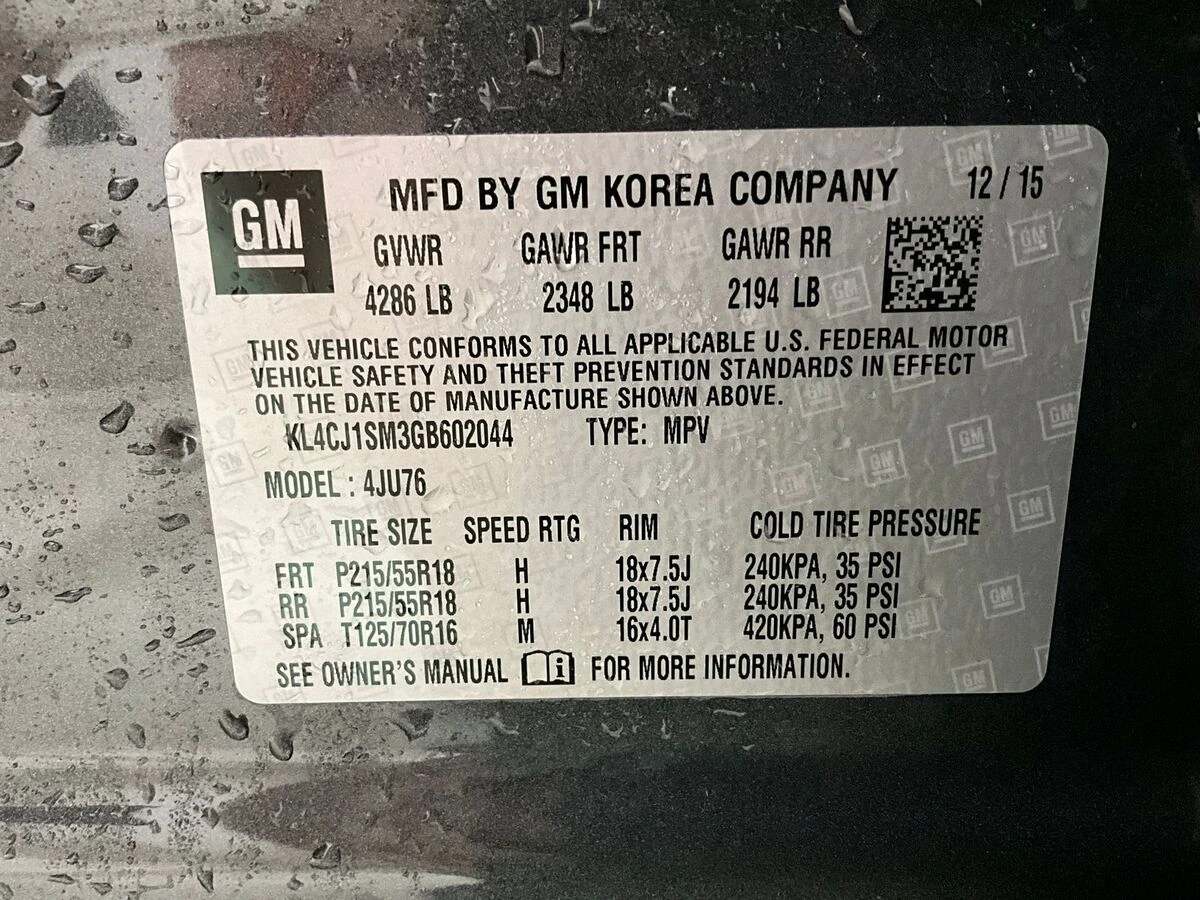 GM
MFD BY GM KOREA COMPANY 12 / 15
GVWR GAWR FRT GAWR RR
4286 LB 2348 LB 2194 LB
THIS VEHICLE CONFORMS TO ALL APPLICABLE U.S. FEDERAL MOTOR
VEHICLE SAFETY AND THEFT PREVENTION STANDARDS IN EFFECT
ON THE DATE OF MANUFACTURE SHOWN ABOVE.
KL4CJ1SM3GB602044 TYPE: MPV
MODEL : 4JU76
TIRE SIZE SPEED RTG RIM COLD TIRE PRESSURE
FRT P215/55R18 H 18x7.5J 240KPA, 35 PSI
RR P215/55R18 H 18x7.5J 240KPA, 35 PSI
SPA T125/70R16 M 16x4.0T 420KPA, 60 PSI
SEE OWNER'S MANUAL i FOR MORE INFORMATION.